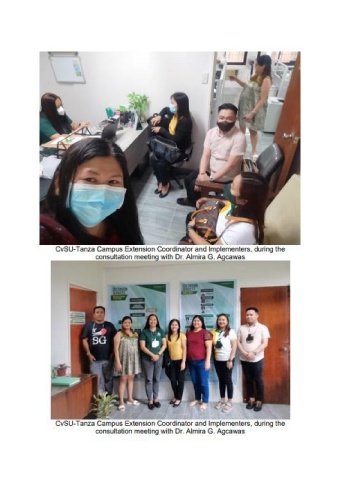 CvSU-Tanza Campus Extension Coordinator and Implementers, during the
consultation meeting with Dr. Almira G. Agcawas
SG
CvSU-Tanza Campus Extension Coordinator and Implementers, during the
consultation meeting with Dr. Almira G. Agcawas